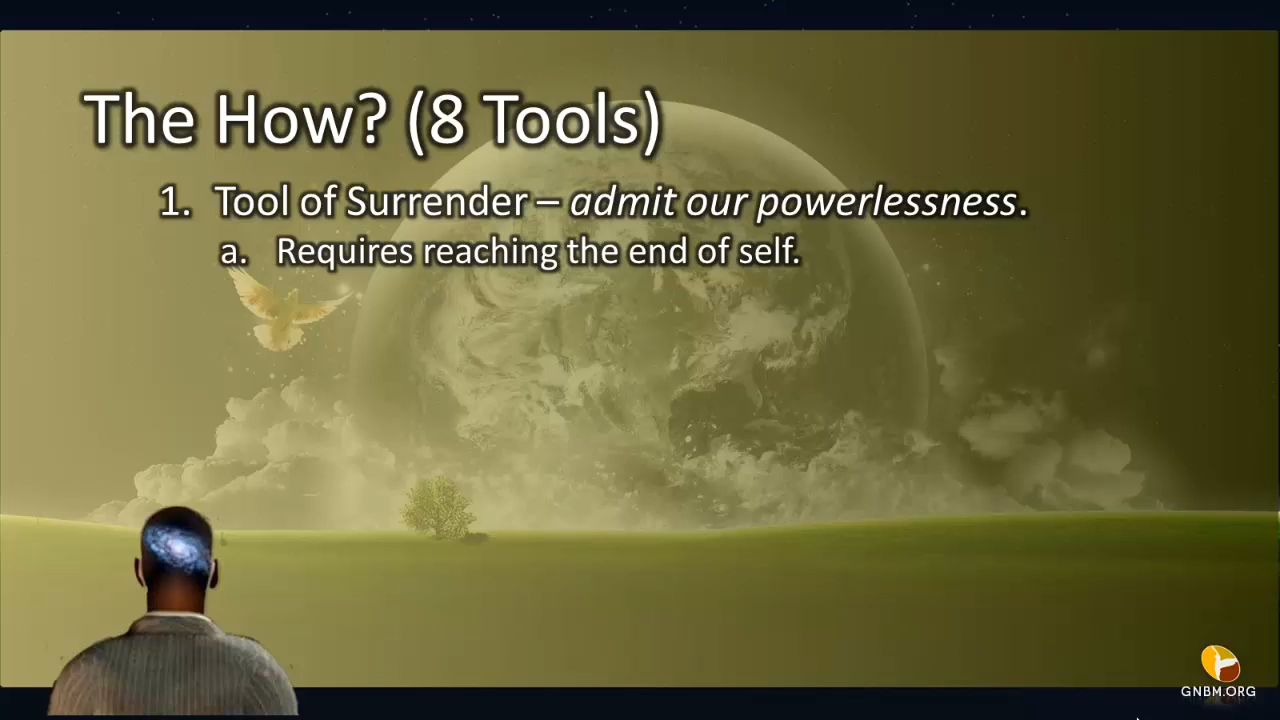 The How? (8 Tools)
1. Tool of Surrender – admit our powerlessness.
a. Requires reaching the end of self.
GNBM.ORG